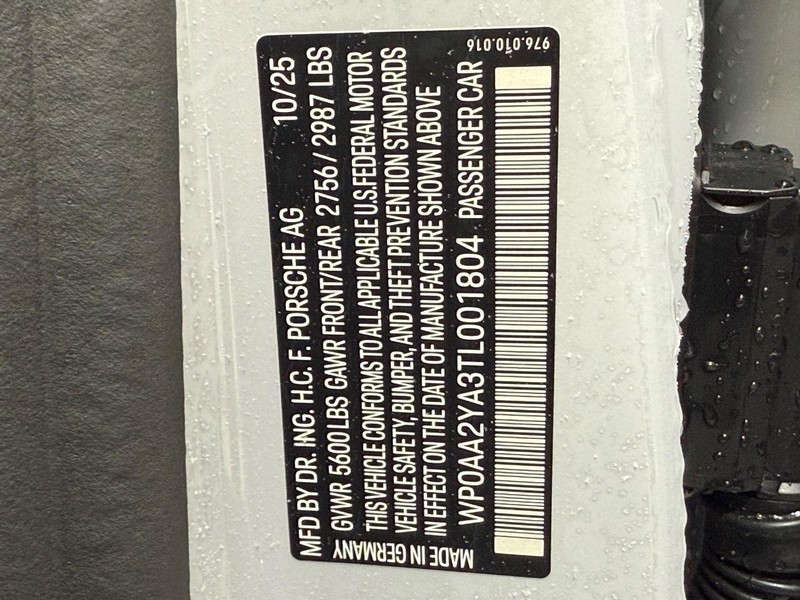 MFD BY DR. ING. H.C. F. PORSCHE AG 10/25
GVWR 5600 LBS GAWR FRONT/REAR 2756 / 2987 LBS
THIS VEHICLE CONFORMS TO ALL APPLICABLE U.S.FEDERAL MOTOR
VEHICLE SAFETY, BUMPER, AND THEFT PREVENTION STANDARDS
IN EFFECT ON THE DATE OF MANUFACTURE SHOWN ABOVE
WP0AA2YA3TL001804 PASSENGER CAR
MADE IN GERMANY
976.010.016